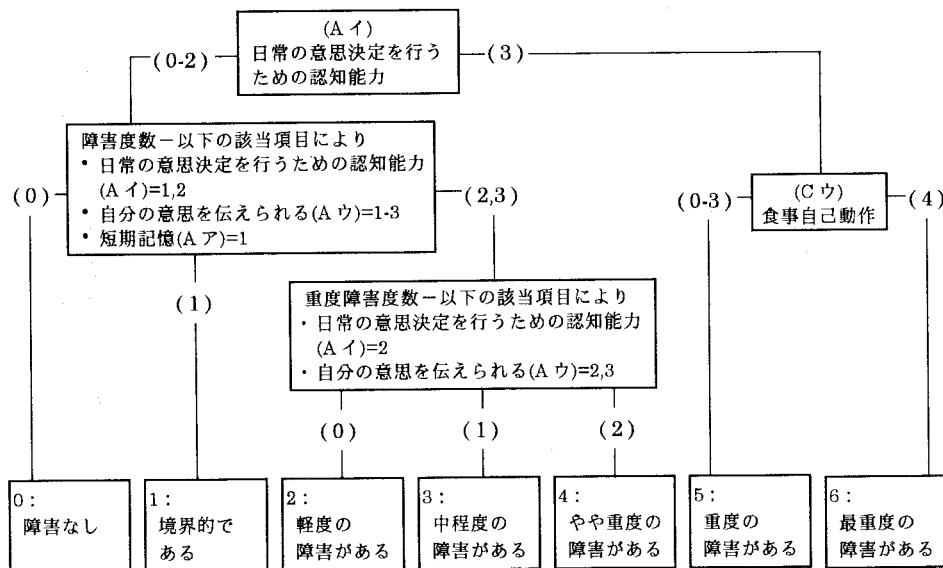 (A イ)
日常の意思決定を行う
ための認知能力
(0-2)
(3)
障害度数－以下の該当項目により
• 日常の意思決定を行うための認知能力
(A イ)=1,2
• 自分の意思を伝えられる(A ウ)=1-3
• 短期記憶(A ア)=1
(0)
(2,3)
(C ウ)
食事自己動作
(0-3)
(4)
(1)
重度障害度数－以下の該当項目により
・ 日常の意思決定を行うための認知能力
(A イ)=2
・ 自分の意思を伝えられる(A ウ)=2,3
(0)
(1)
(2)
0:
障害なし
1:
境界的で
ある
2:
軽度の
障害がある
3:
中程度の
障害がある
4:
やや重度の
障害がある
5:
重度の
障害がある
6:
最重度の
障害がある